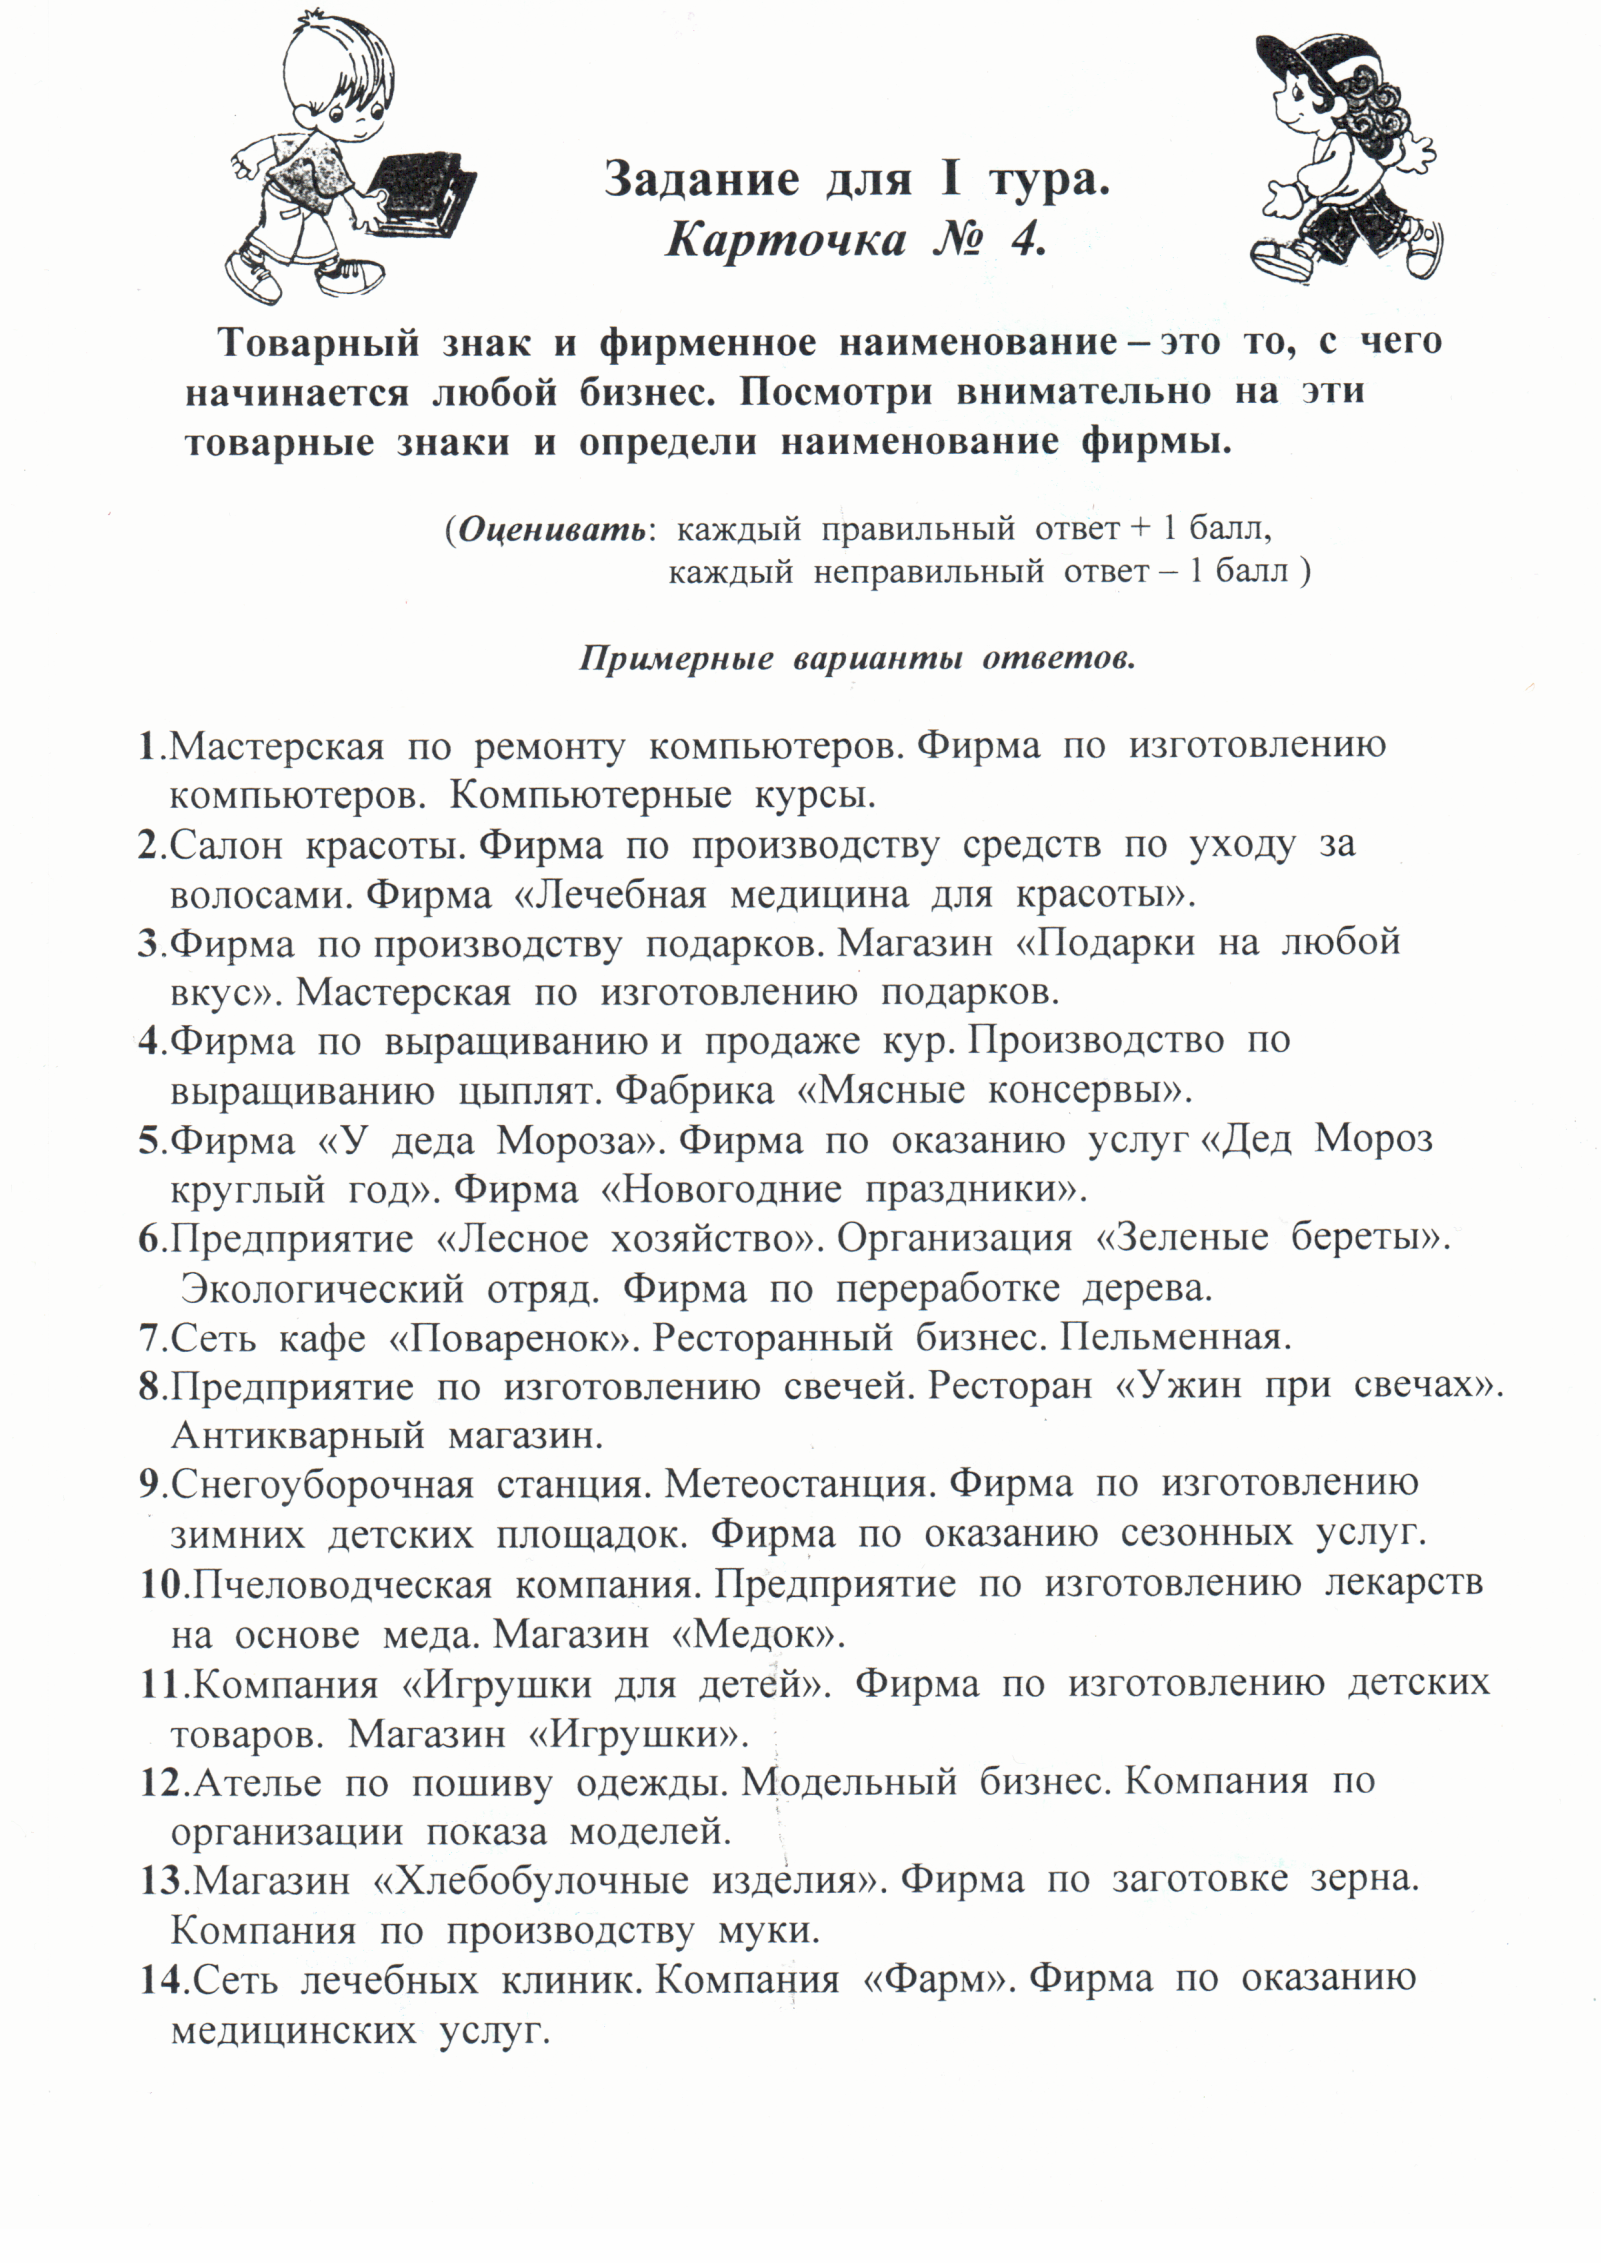 Задание для I тура.
Карточка № 4.
Товарный знак и фирменное наименование – это то, с чего
начинается любой бизнес. Посмотри внимательно на эти
товарные знаки и определи наименование фирмы.
(Оценивать: каждый правильный ответ + 1 балл,
каждый неправильный ответ – 1 балл )
Примерные варианты ответов.
1.Мастерская по ремонту компьютеров. Фирма по изготовлению
компьютеров. Компьютерные курсы.
2.Салон красоты. Фирма по производству средств по уходу за
волосами. Фирма «Лечебная медицина для красоты».
3.Фирма по производству подарков. Магазин «Подарки на любой
вкус». Мастерская по изготовлению подарков.
4.Фирма по выращиванию и продаже кур. Производство по
выращиванию цыплят. Фабрика «Мясные консервы».
5.Фирма «У деда Мороза». Фирма по оказанию услуг «Дед Мороз
круглый год». Фирма «Новогодние праздники».
6.Предприятие «Лесное хозяйство». Организация «Зеленые береты».
Экологический отряд. Фирма по переработке дерева.
7.Сеть кафе «Поваренок». Ресторанный бизнес. Пельменная.
8.Предприятие по изготовлению свечей. Ресторан «Ужин при свечах».
Антикварный магазин.
9.Снегоуборочная станция. Метеостанция. Фирма по изготовлению
зимних детских площадок. Фирма по оказанию сезонных услуг.
10.Пчеловодческая компания. Предприятие по изготовлению лекарств
на основе меда. Магазин «Медок».
11.Компания «Игрушки для детей». Фирма по изготовлению детских
товаров. Магазин «Игрушки».
12.Ателье по пошиву одежды. Модельный бизнес. Компания по
организации показа моделей.
13.Магазин «Хлебобулочные изделия». Фирма по заготовке зерна.
Компания по производству муки.
14.Сеть лечебных клиник. Компания «Фарм». Фирма по оказанию
медицинских услуг.